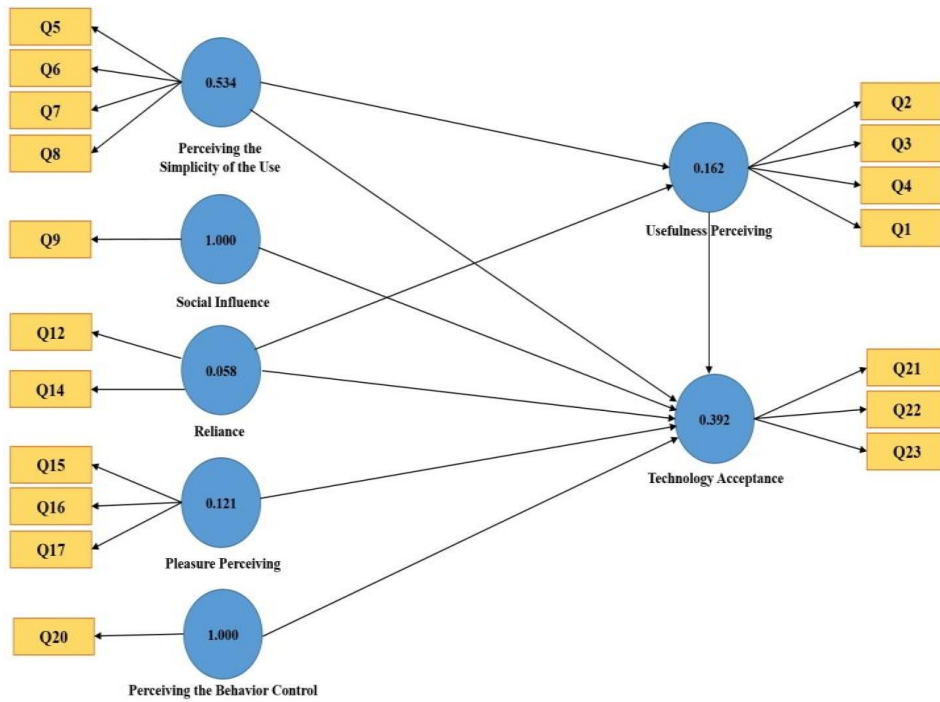 Q5
Q6
Q7
Q8
0.534
Perceiving the
Simplicity of the Use
Q9
1.000
Social Influence
Q12
Q14
0.058
Reliance
Q15
Q16
Q17
0.121
Pleasure Perceiving
Q20
1.000
Perceiving the Behavior Control
0.162
Usefulness Perceiving
Q2
Q3
Q4
Q1
0.392
Technology Acceptance
Q21
Q22
Q23